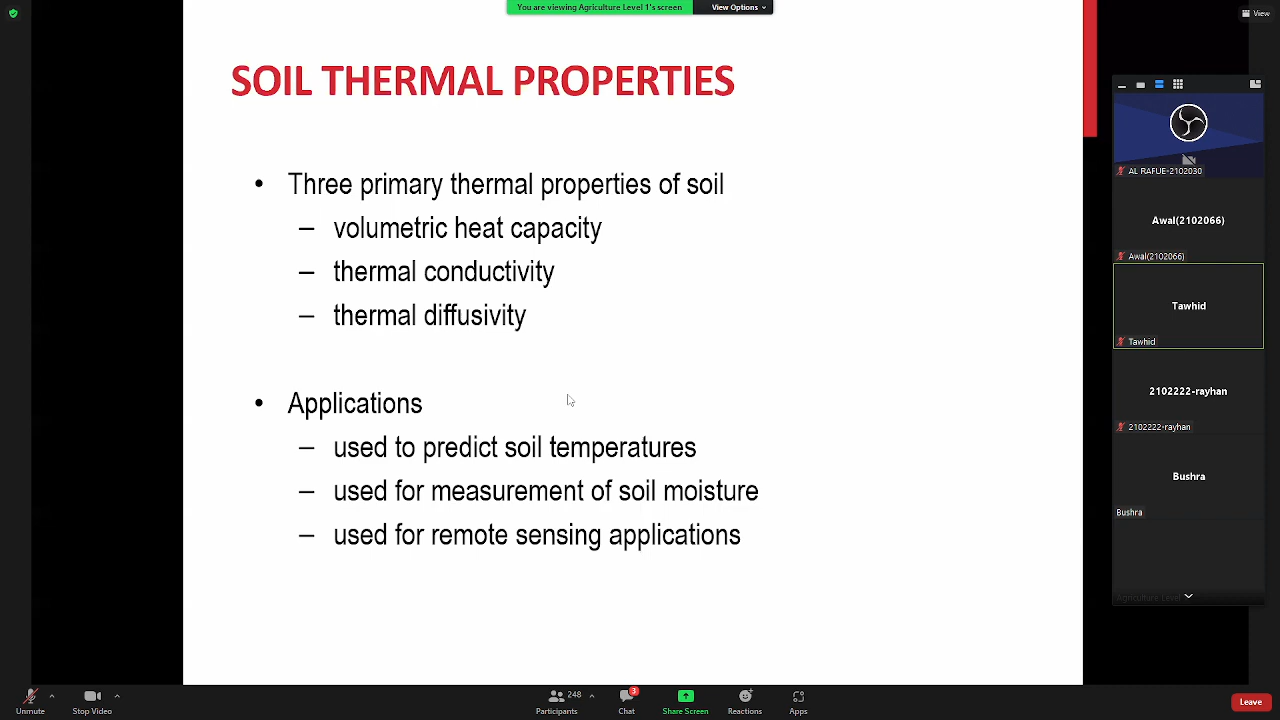 You are viewing Agriculture Level 1's screen
View Options
View
SOIL THERMAL PROPERTIES
• Three primary thermal properties of soil
– volumetric heat capacity
– thermal conductivity
– thermal diffusivity
• Applications
– used to predict soil temperatures
– used for measurement of soil moisture
– used for remote sensing applications
AL RAFUE-2102030
Awal(2102066)
Awal(2102066)
Tawhid
Tawhid
2102222-rayhan
2102222-rayhan
Bushra
Bushra
Agriculture Level
Unmute
Stop Video
248
Participants
3
Chat
Share Screen
Reactions
Apps
Leave